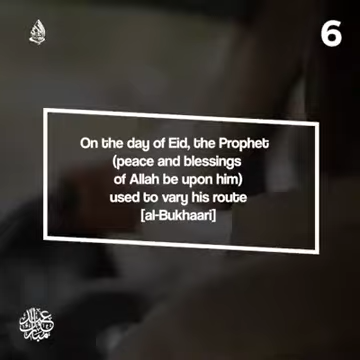 6
On the day of Eid, the Prophet
(peace and blessings
of Allah be upon him)
used to vary his route
[al-Bukhaari]